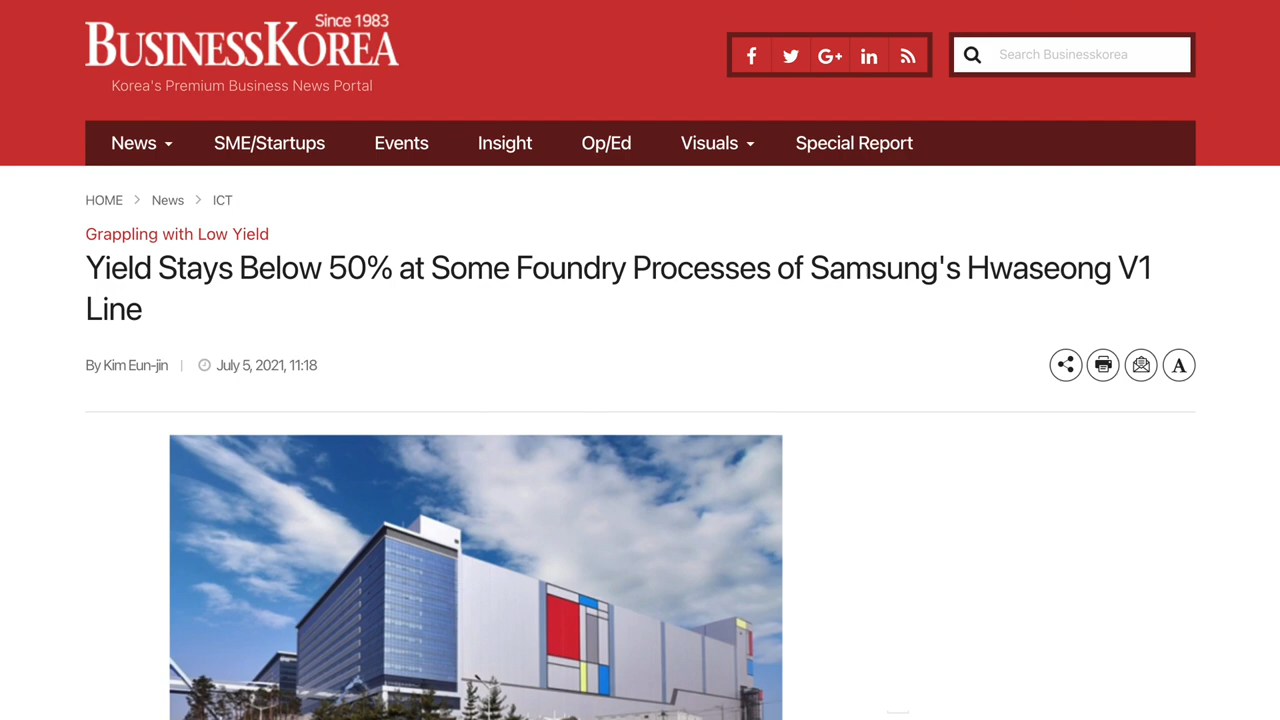 Since 1983
BUSINESSKOREA
Korea's Premium Business News Portal
f
G+
in
Search Businesskorea
News
SME/Startups
Events
Insight
Op/Ed
Visuals
Special Report
HOME > News > ICT
Grappling with Low Yield
Yield Stays Below 50% at Some Foundry Processes of Samsung's Hwaseong V1
Line
By Kim Eun-jin | July 5, 2021, 11:18
A